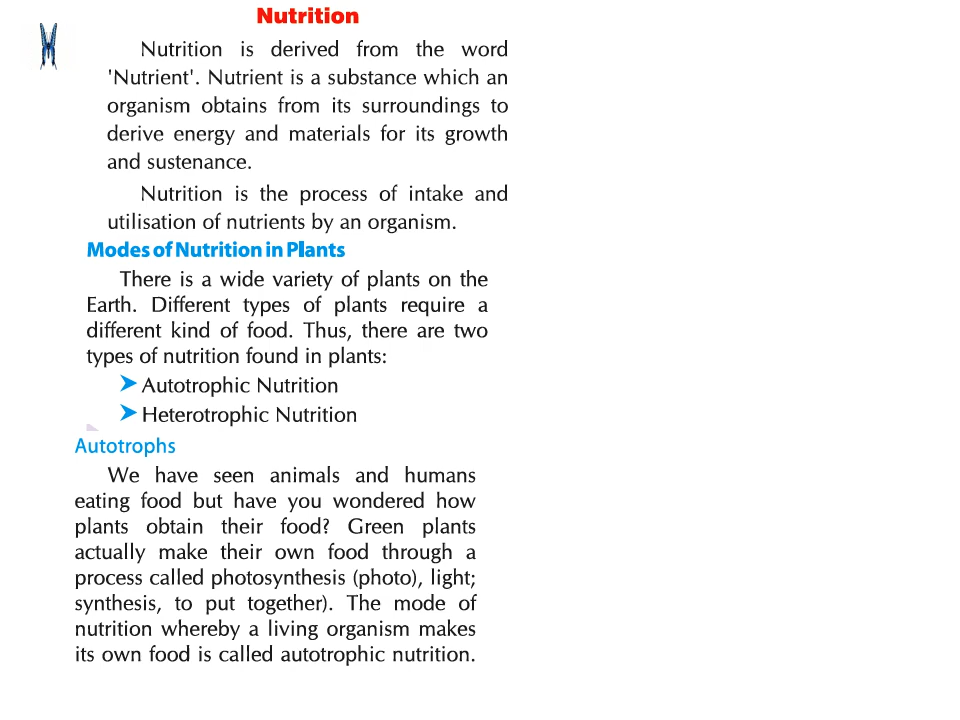 Nutrition
Nutrition is derived from the word
'Nutrient'. Nutrient is a substance which an
organism obtains from its surroundings to
derive energy and materials for its growth
and sustenance.
Nutrition is the process of intake and
utilisation of nutrients by an organism.
Modes of Nutrition in Plants
There is a wide variety of plants on the
Earth. Different types of plants require a
different kind of food. Thus, there are two
types of nutrition found in plants:
➤ Autotrophic Nutrition
➤ Heterotrophic Nutrition
Autotrophs
We have seen animals and humans
eating food but have you wondered how
plants obtain their food? Green plants
actually make their own food through a
process called photosynthesis (photo), light;
synthesis, to put together). The mode of
nutrition whereby a living organism makes
its own food is called autotrophic nutrition.